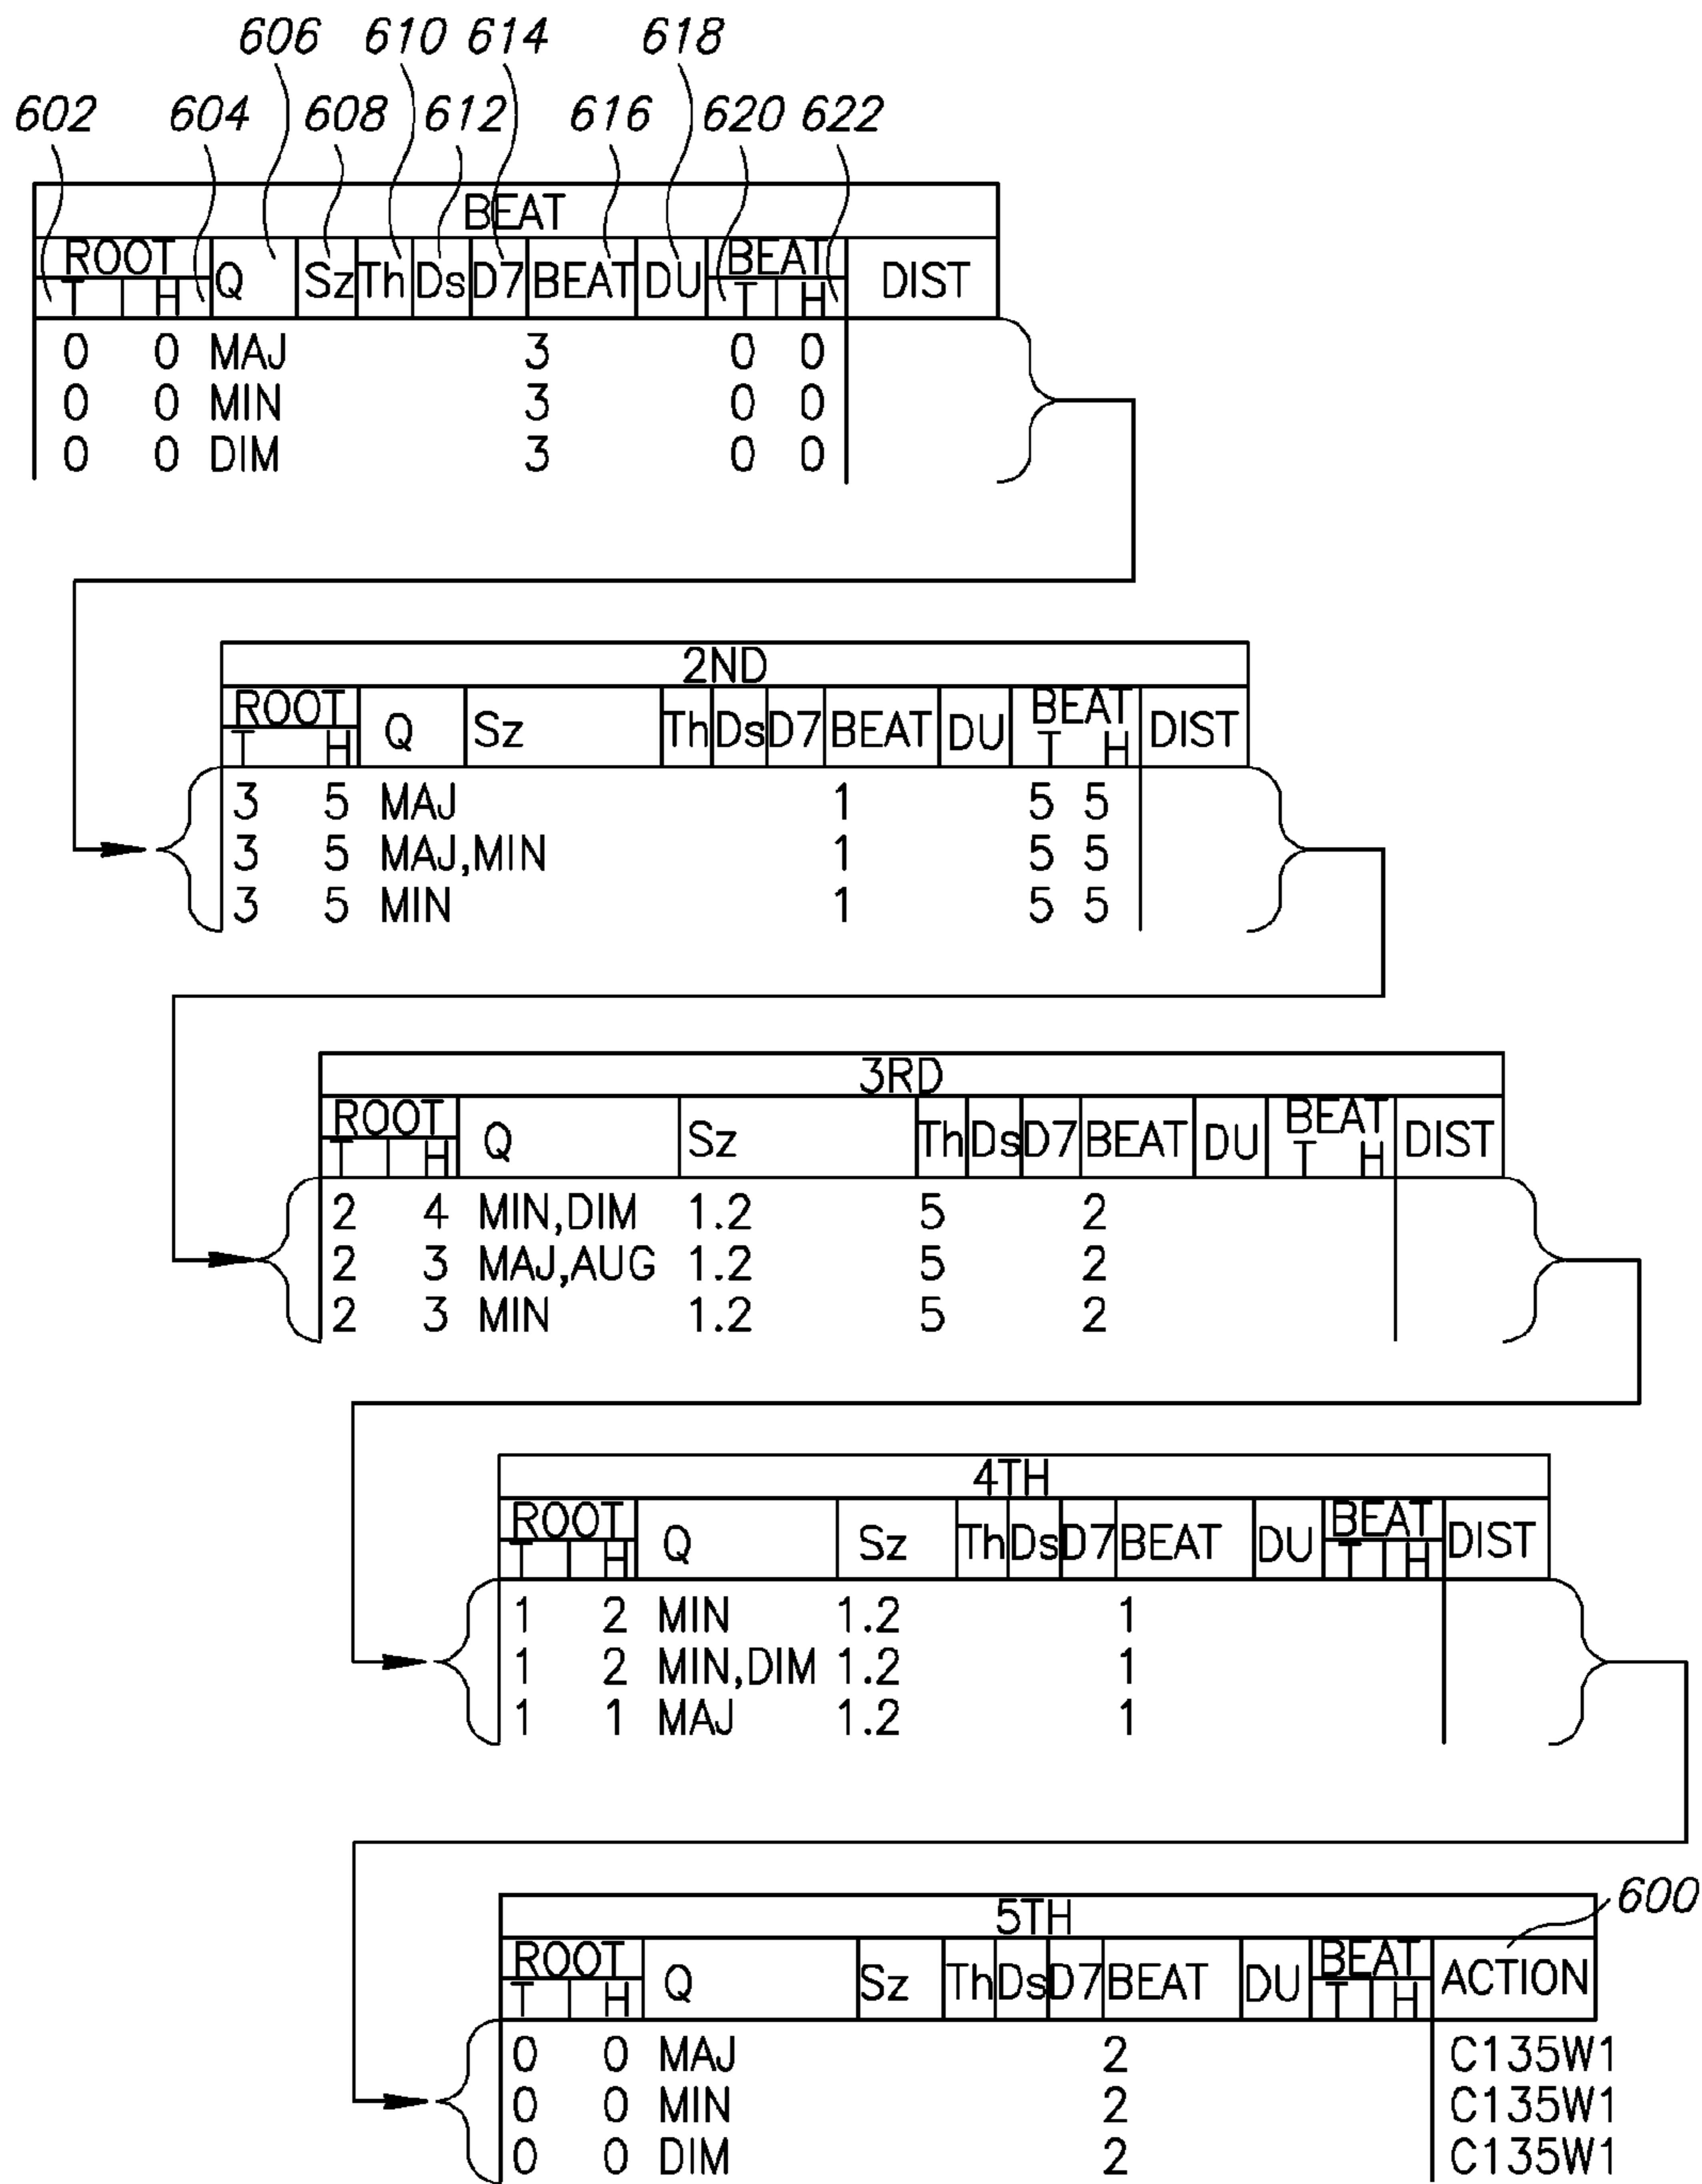 606 610 614 618
602 604 608 612 616 620 622
BEAT
ROOT Q Sz Th Ds D7 BEAT DU BEAT DIST
T H T H
0 0 MAJ 3 0 0
0 0 MIN 3 0 0
0 0 DIM 3 0 0
2ND
ROOT Q Sz Th Ds D7 BEAT DU BEAT DIST
T H T H
3 5 MAJ 1 5 5
3 5 MAJ,MIN 1 5 5
3 5 MIN 1 5 5
3RD
ROOT Q Sz Th Ds D7 BEAT DU BEAT DIST
T H T H
2 4 MIN,DIM 1.2 5 2
2 3 MAJ,AUG 1.2 5 2
2 3 MIN 1.2 5 2
4TH
ROOT Q Sz Th Ds D7 BEAT DU BEAT DIST
T H T H
1 2 MIN 1.2 1
1 2 MIN,DIM 1.2 1
1 1 MAJ 1.2 1
600
5TH
ROOT Q Sz Th Ds D7 BEAT DU BEAT ACTION
T H T H
0 0 MAJ 2 C135W1
0 0 MIN 2 C135W1
0 0 DIM 2 C135W1